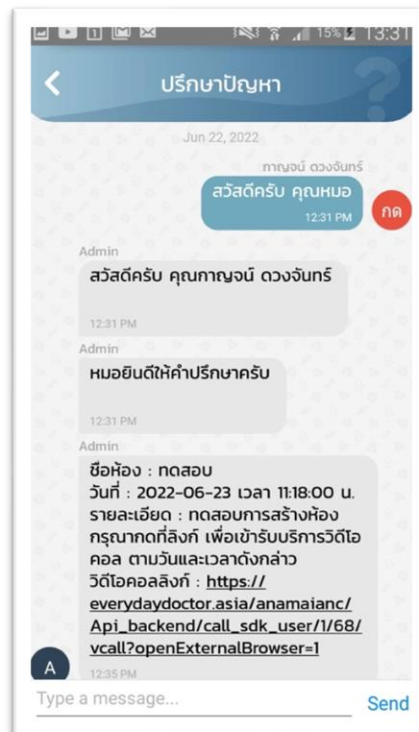 15% 13:31
ปรึกษาปัญหา
Jun 22, 2022
กาญจน์ ดวงจันทร์
สวัสดีครับ คุณหมอ
12:31 PM
กด
Admin
สวัสดีครับ คุณกาญจน์ ดวงจันทร์
12:31 PM
Admin
หมอยินดีให้คำปรึกษาครับ
12:31 PM
Admin
ชื่อห้อง : ทดสอบ
วันที่ : 2022-06-23 เวลา 11:18:00 น.
รายละเอียด : ทดสอบการสร้างห้อง
กรุณากดที่ลิงก์ เพื่อเข้ารับบริการวิดีโอ
คอล ตามวันและเวลาดังกล่าว
วิดีโอคอลลิงก์ : https://
everydaydoctor.asia/anamaianc/
Api_backend/call_sdk_user/1/68/
vcall?openExternalBrowser=1
A
12:35 PM
Type a message...
Send